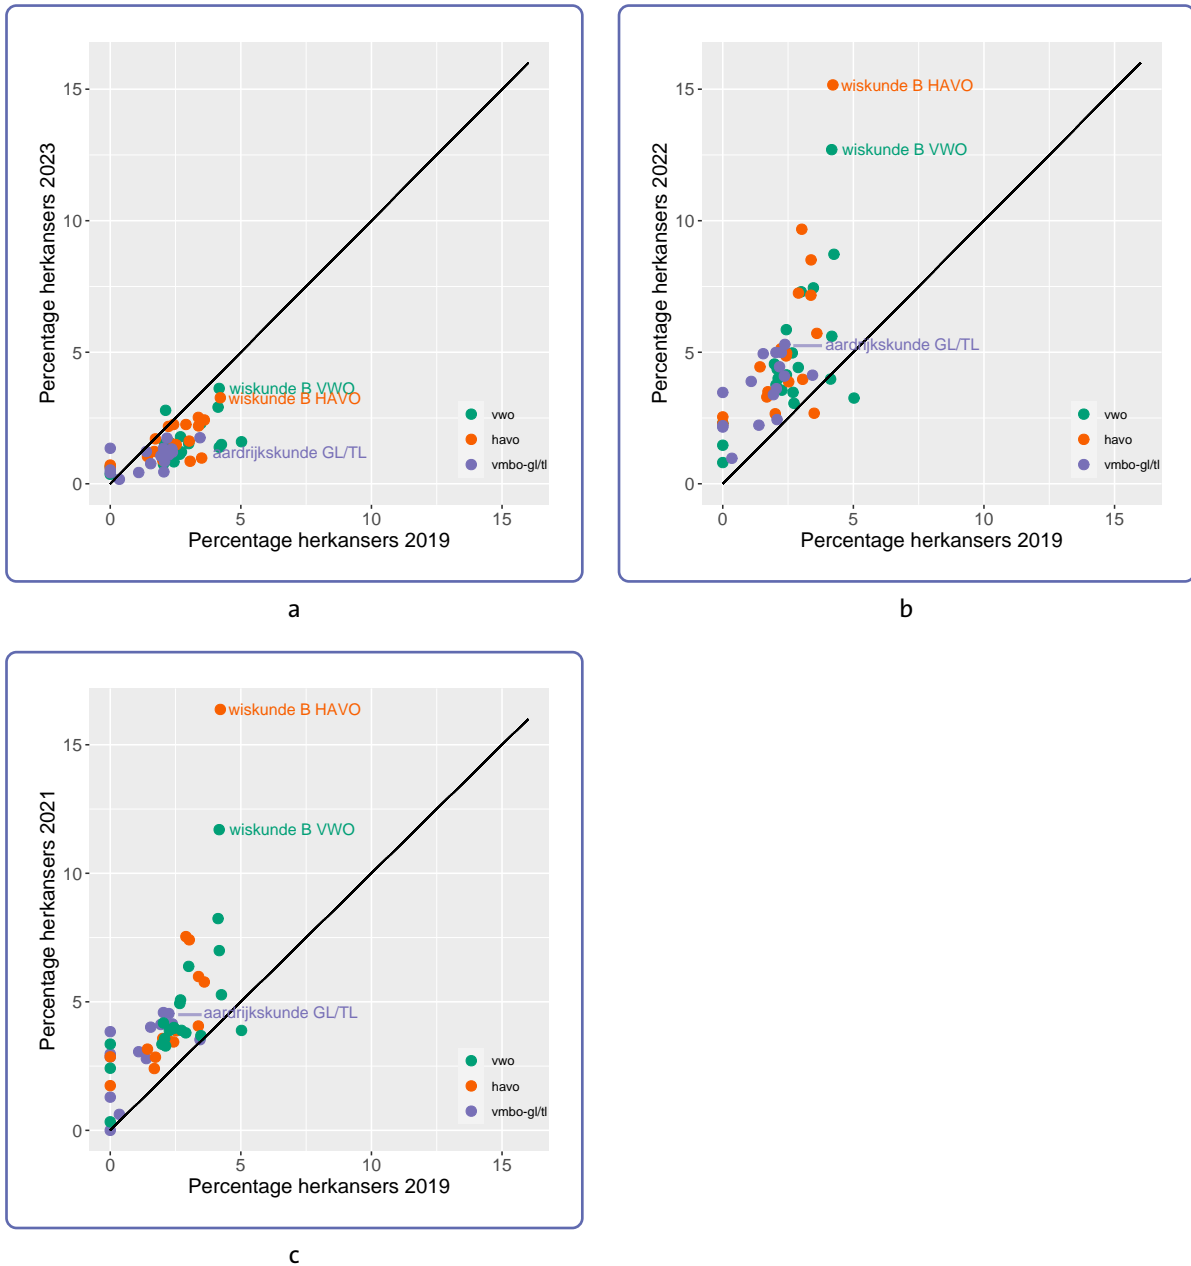 Percentage herkansers 2023
15
10
5
0
wiskunde B VWO
wiskunde B HAVO
aardrijkskunde GL/TL
vwo
havo
vmbo-gl/tl
0 5 10 15
Percentage herkansers 2019
a
Percentage herkansers 2022
15
10
5
0
wiskunde B HAVO
wiskunde B VWO
aardrijkskunde GL/TL
vwo
havo
vmbo-gl/tl
0 5 10 15
Percentage herkansers 2019
b
Percentage herkansers 2021
15
10
5
0
wiskunde B HAVO
wiskunde B VWO
aardrijkskunde GL/TL
vwo
havo
vmbo-gl/tl
0 5 10 15
Percentage herkansers 2019
c